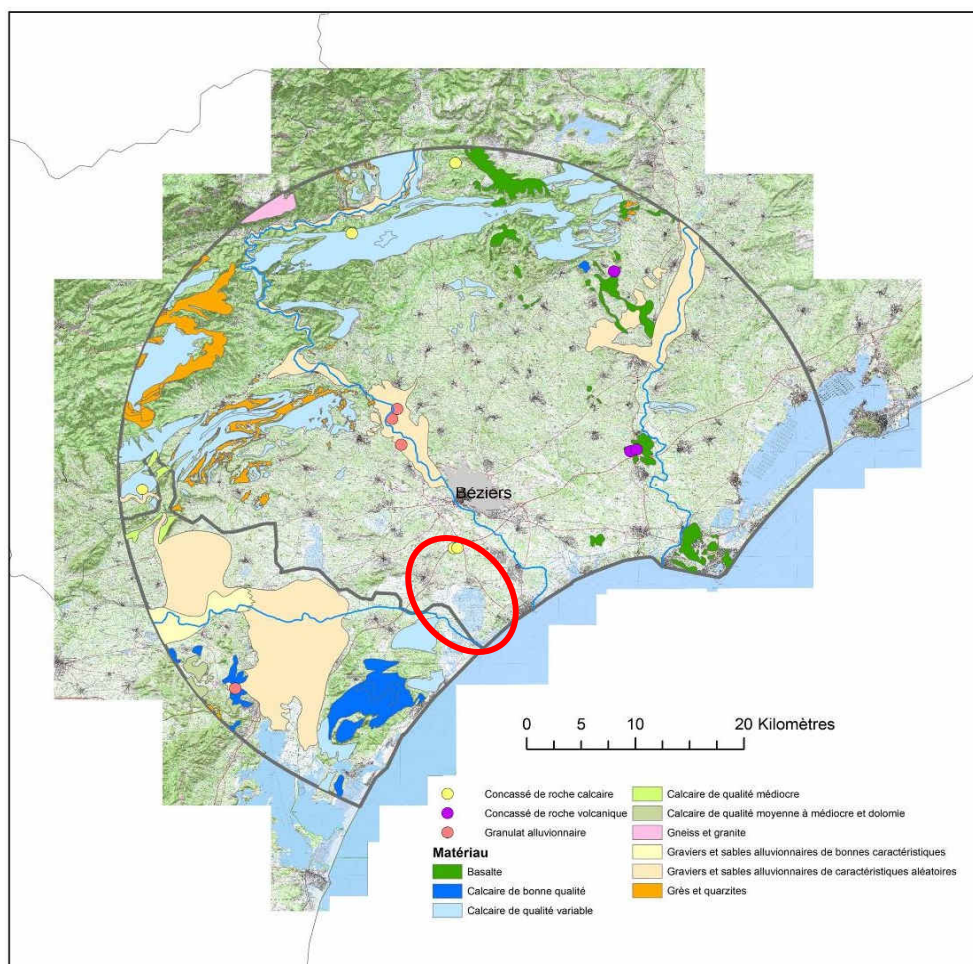 Béziers
0 5 10 20 Kilomètres
Concassé de roche calcaire
Concassé de roche volcanique
Granulat alluvionnaire
Matériau
Basalte
Calcaire de bonne qualité
Calcaire de qualité variable
Calcaire de qualité médiocre
Calcaire de qualité moyenne à médiocre et dolomie
Gneiss et granite
Graviers et sables alluvionnaires de bonnes caractéristiques
Graviers et sables alluvionnaires de caractéristiques aléatoires
Grès et quarzites